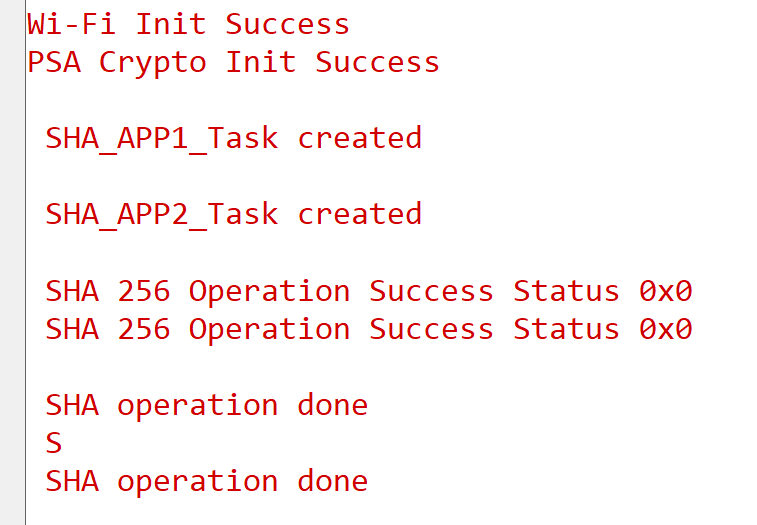 Wi-Fi Init Success
PSA Crypto Init Success
SHA_APP1_Task created
SHA_APP2_Task created
SHA 256 Operation Success Status 0x0
SHA 256 Operation Success Status 0x0
SHA operation done
S
SHA operation done